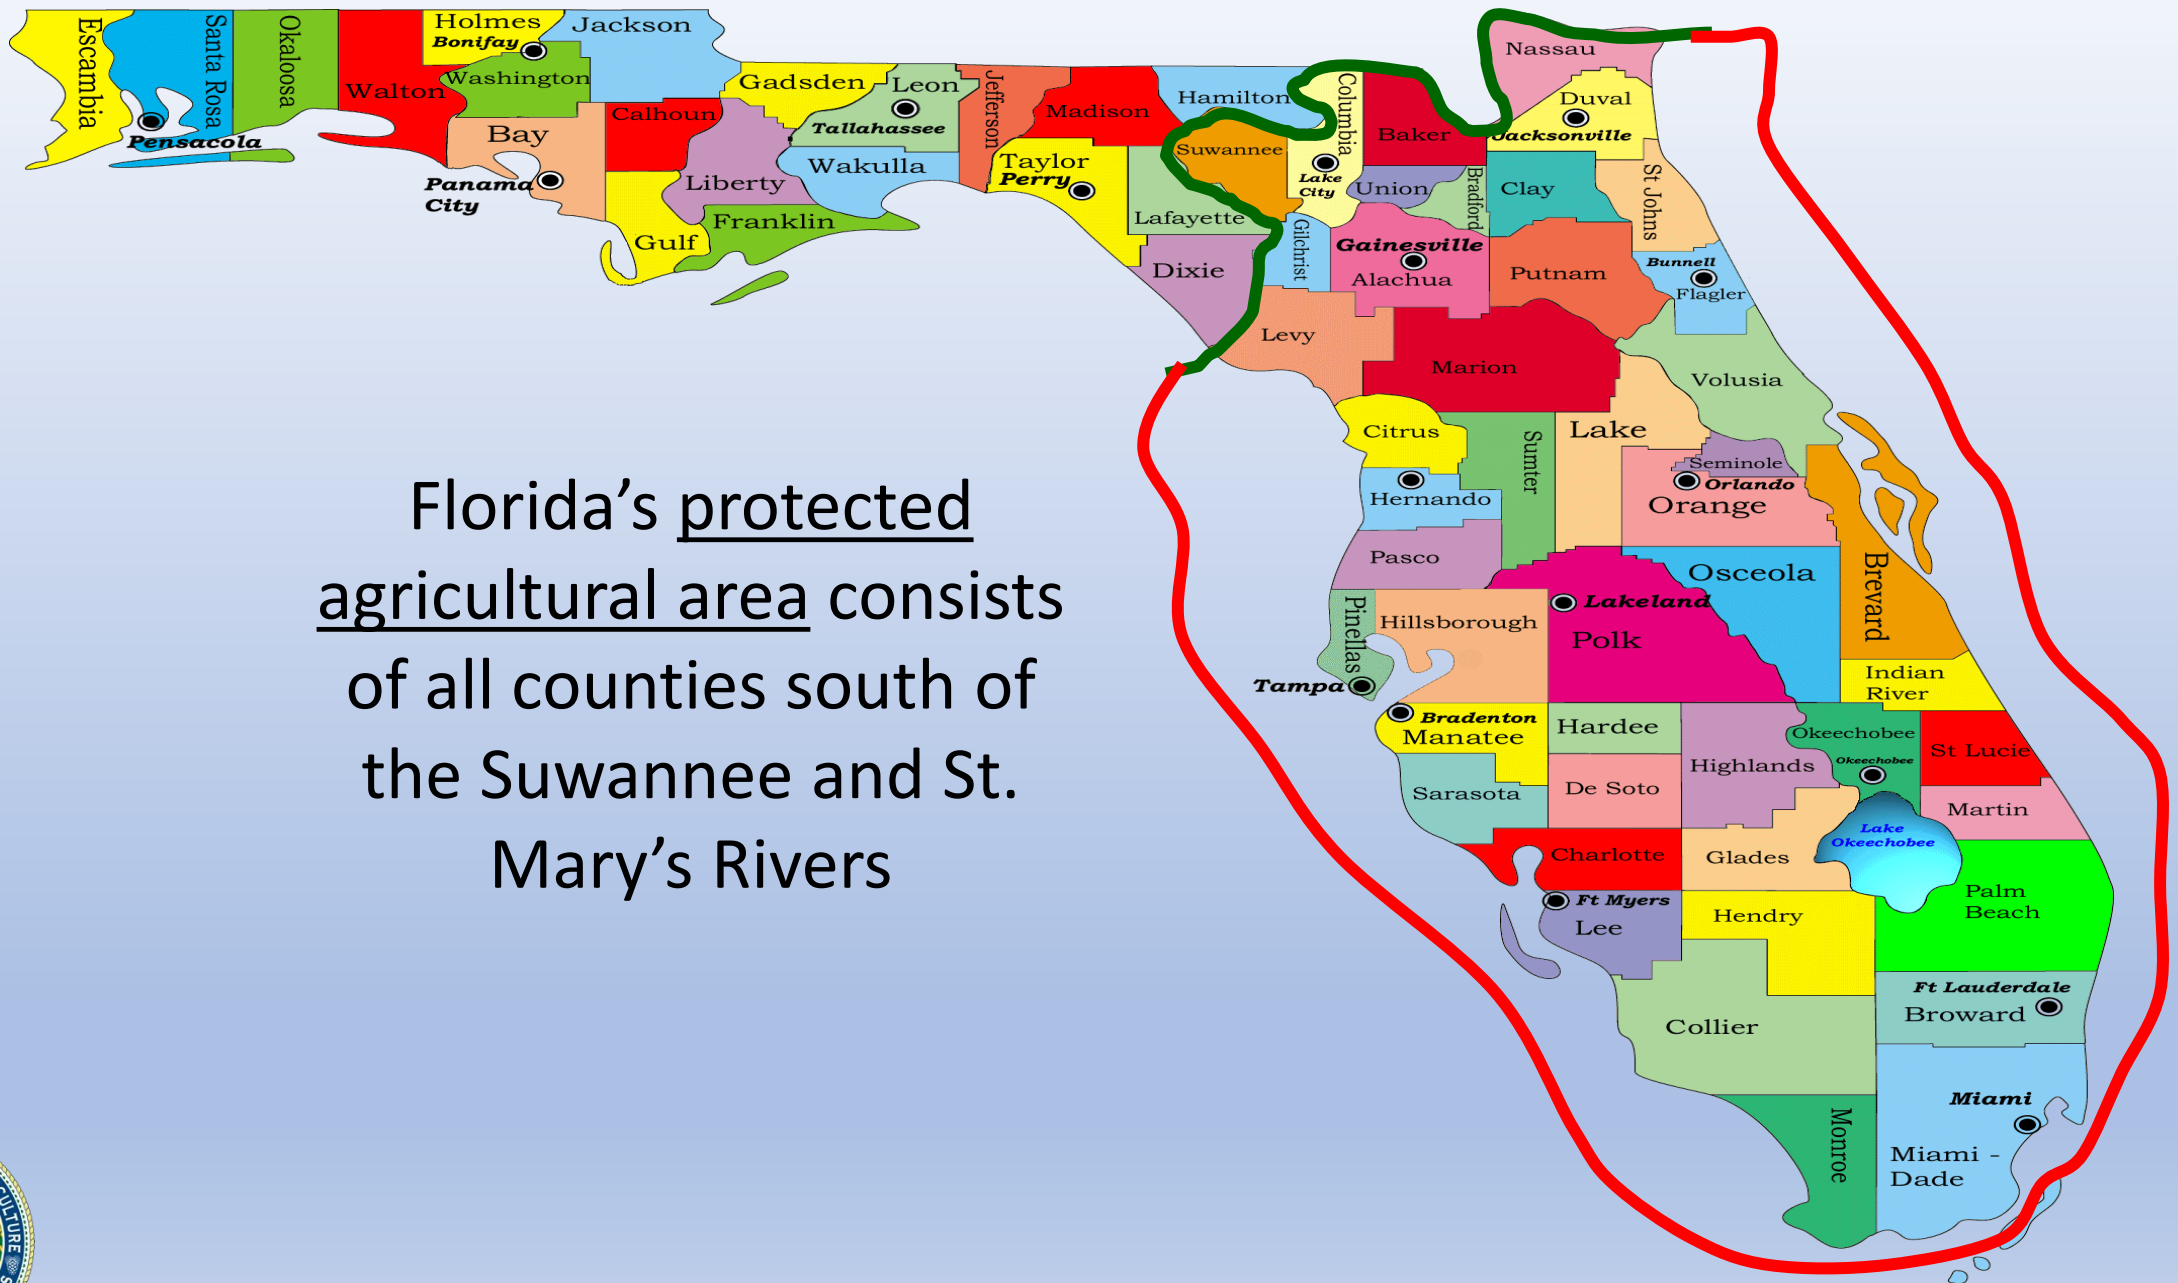 Escambia
Santa Rosa
Okaloosa
Walton
Holmes
Bonifay
Jackson
Washington
Pensacola
Bay
Panama
City
Calhoun
Gulf
Liberty
Franklin
Gadsden
Leon
Tallahassee
Wakulla
Jefferson
Madison
Taylor
Perry
Hamilton
Suwannee
Lafayette
Dixie
Columbia
Lake
City
Baker
Nassau
Duval
Jacksonville
Union
Bradford
Clay
St Johns
Gilchrist
Gainesville
Alachua
Putnam
Bunnell
Flagler
Levy
Marion
Volusia
Citrus
Sumter
Lake
Seminole
Orlando
Orange
Hernando
Pasco
Brevard
Osceola
Pinellas
Hillsborough
Lakeland
Polk
Tampa
Indian
River
Bradenton
Manatee
Hardee
Highlands
Okeechobee
Okeechobee
St Lucie
Sarasota
De Soto
Martin
Charlotte
Glades
Lake
Okeechobee
Palm
Beach
Ft Myers
Lee
Hendry
Collier
Ft Lauderdale
Broward
Monroe
Miami
Miami -
Dade
Florida’s protected
agricultural area consists
of all counties south of
the Suwannee and St.
Mary’s Rivers